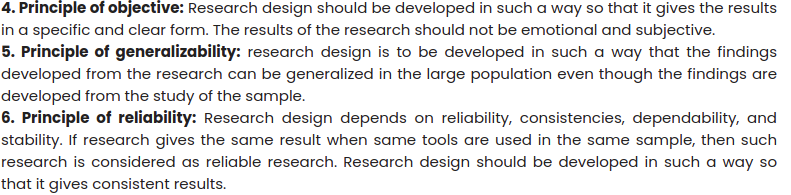 4. Principle of objective: Research design should be developed in such a way so that it gives the results
in a specific and clear form. The results of the research should not be emotional and subjective.
5. Principle of generalizability: research design is to be developed in such a way that the findings
developed from the research can be generalized in the large population even though the findings are
developed from the study of the sample.
6. Principle of reliability: Research design depends on reliability, consistencies, dependability, and
stability. If research gives the same result when same tools are used in the same sample, then such
research is considered as reliable research. Research design should be developed in such a way so
that it gives consistent results.